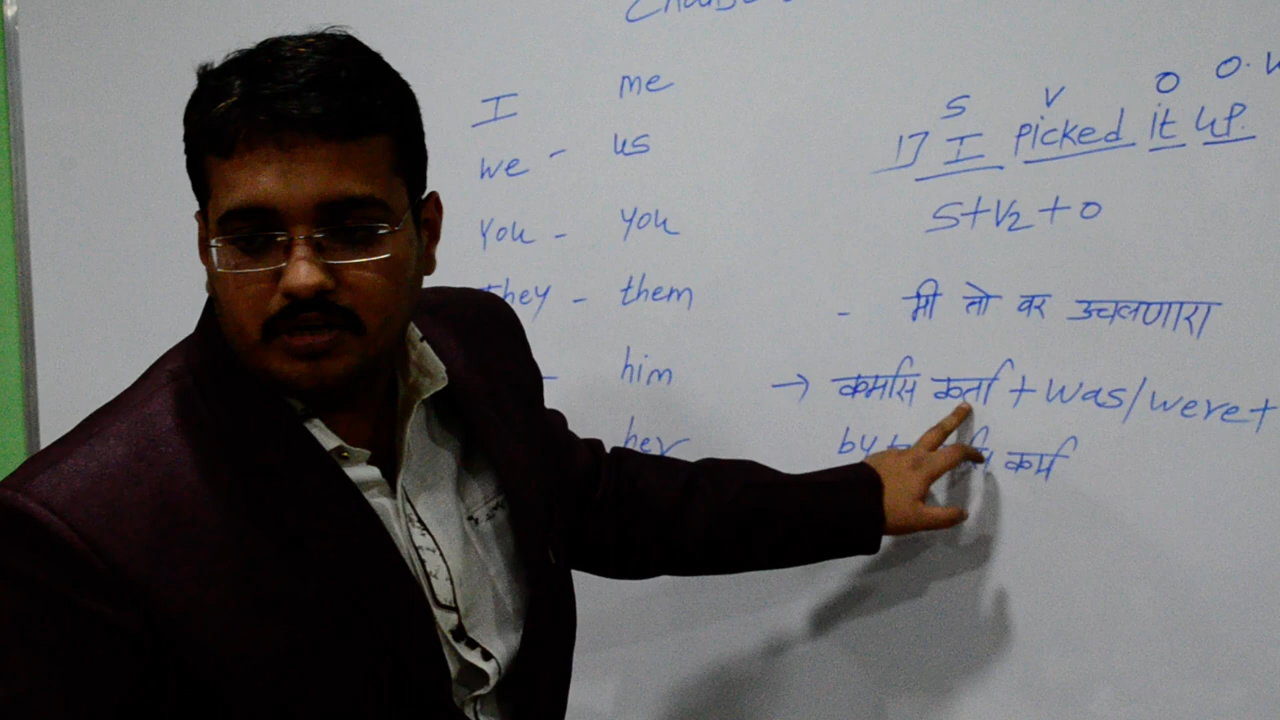 I me
we - us
You - you
they - them
- him
her
S V O O.
1] I picked it up.
S+V2+O
- मी तो वर उचलणारा
→ कर्मासि कर्ता + was/were+
by कर्म